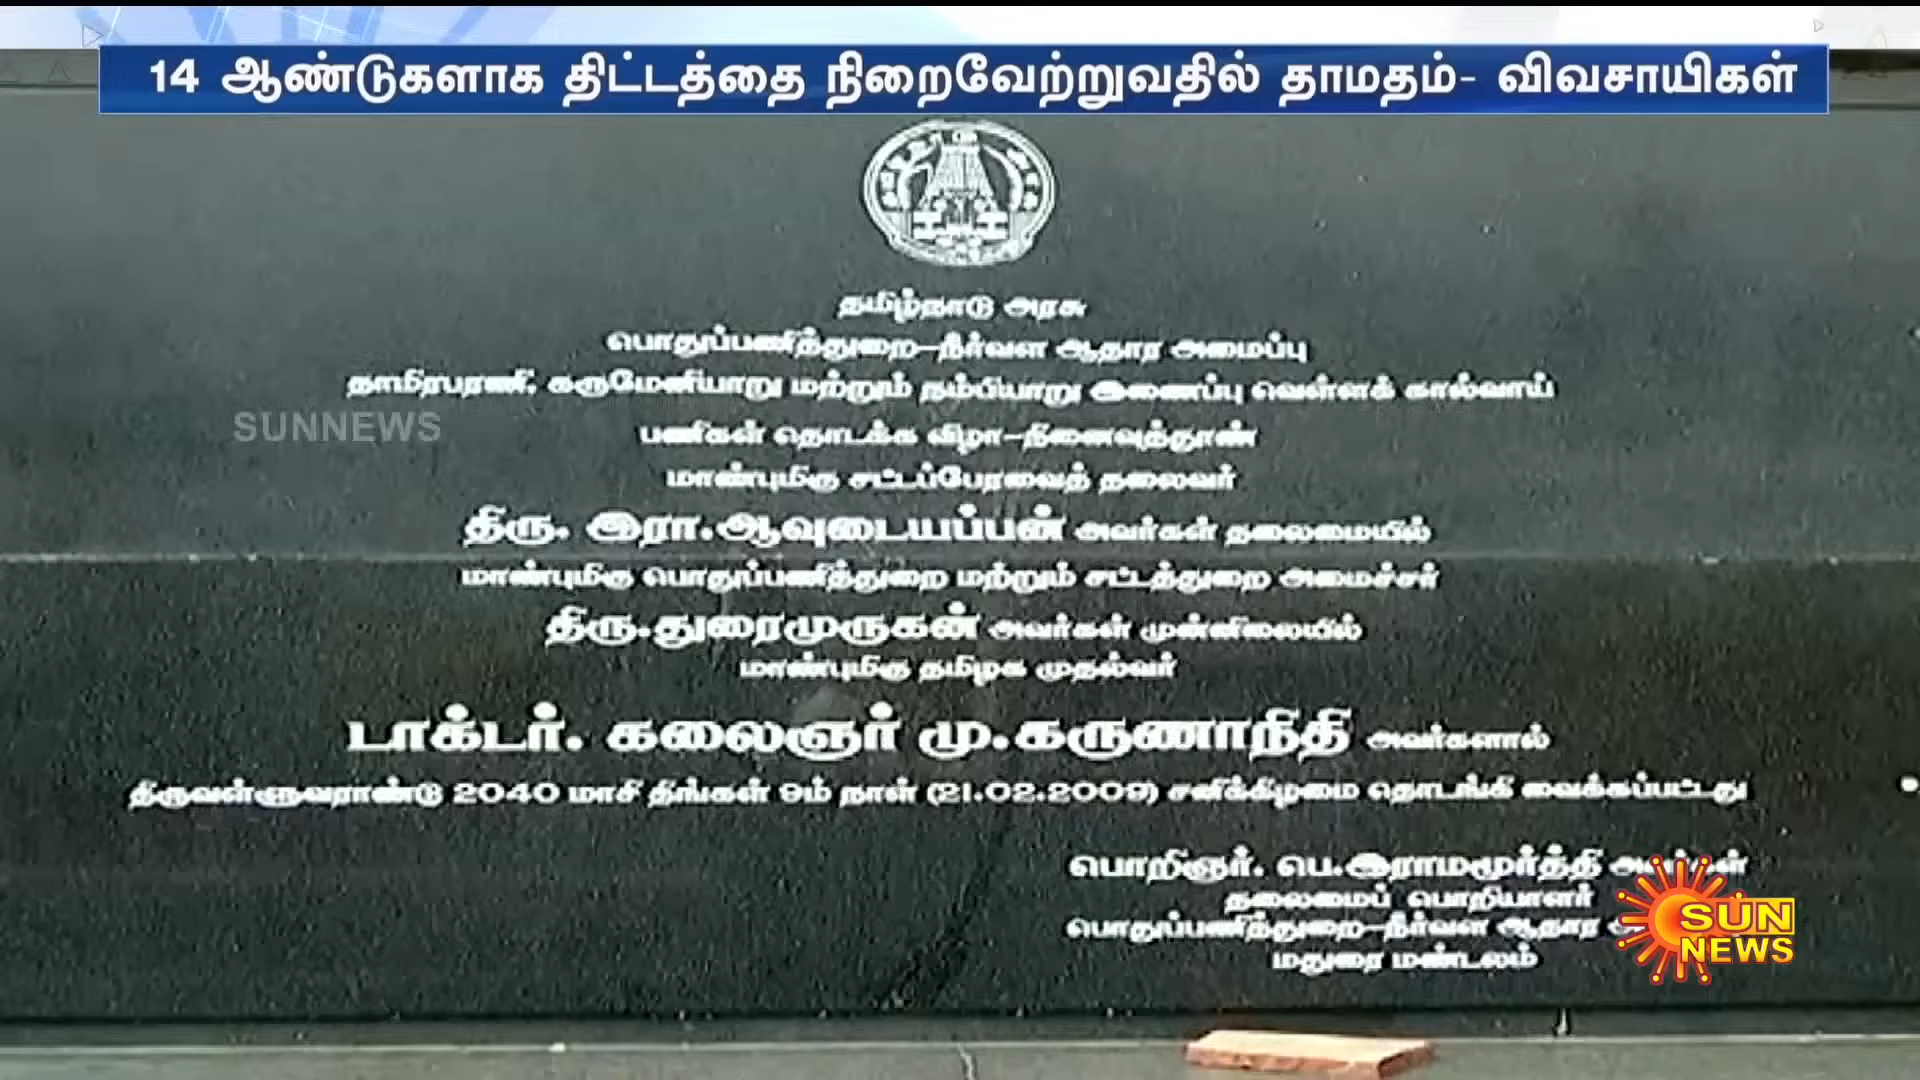 14 ஆண்டுகளாக திட்டத்தை நிறைவேற்றுவதில் தாமதம்- விவசாயிகள்
தமிழ்நாடு அரசு
பொதுப்பணித்துறை-நீர்வள ஆதார அமைப்பு
தாமிரபரணி, கருமேனியாறு மற்றும் நம்பியாறு இணைப்பு வெள்ளக் கால்வாய்
SUNNEWS
பணிகள் தொடக்க விழா-நினைவுத்தூண்
மாண்புமிகு சட்டப்பேரவைத் தலைவர்
திரு. இரா.ஆவுடையப்பன் அவர்கள் தலைமையில்
மாண்புமிகு பொதுப்பணித்துறை மற்றும் சட்டத்துறை அமைச்சர்
திரு.துரைமுருகன் அவர்கள் முன்னிலையில்
மாண்புமிகு தமிழக முதல்வர்
டாக்டர். கலைஞர் மு.கருணாநிதி அவர்களால்
திருவள்ளுவராண்டு 2040 மாசி திங்கள் 9ம் நாள் (21.02.2009) சனிக்கிழமை தொடங்கி வைக்கப்பட்டது
பொறிஞர். பெ.இராமமூர்த்தி அவர்கள்
தலைமைப் பொறியாளர்
பொதுப்பணித்துறை-நீர்வள ஆதார
மதுரை மண்டலம்
SUN
NEWS